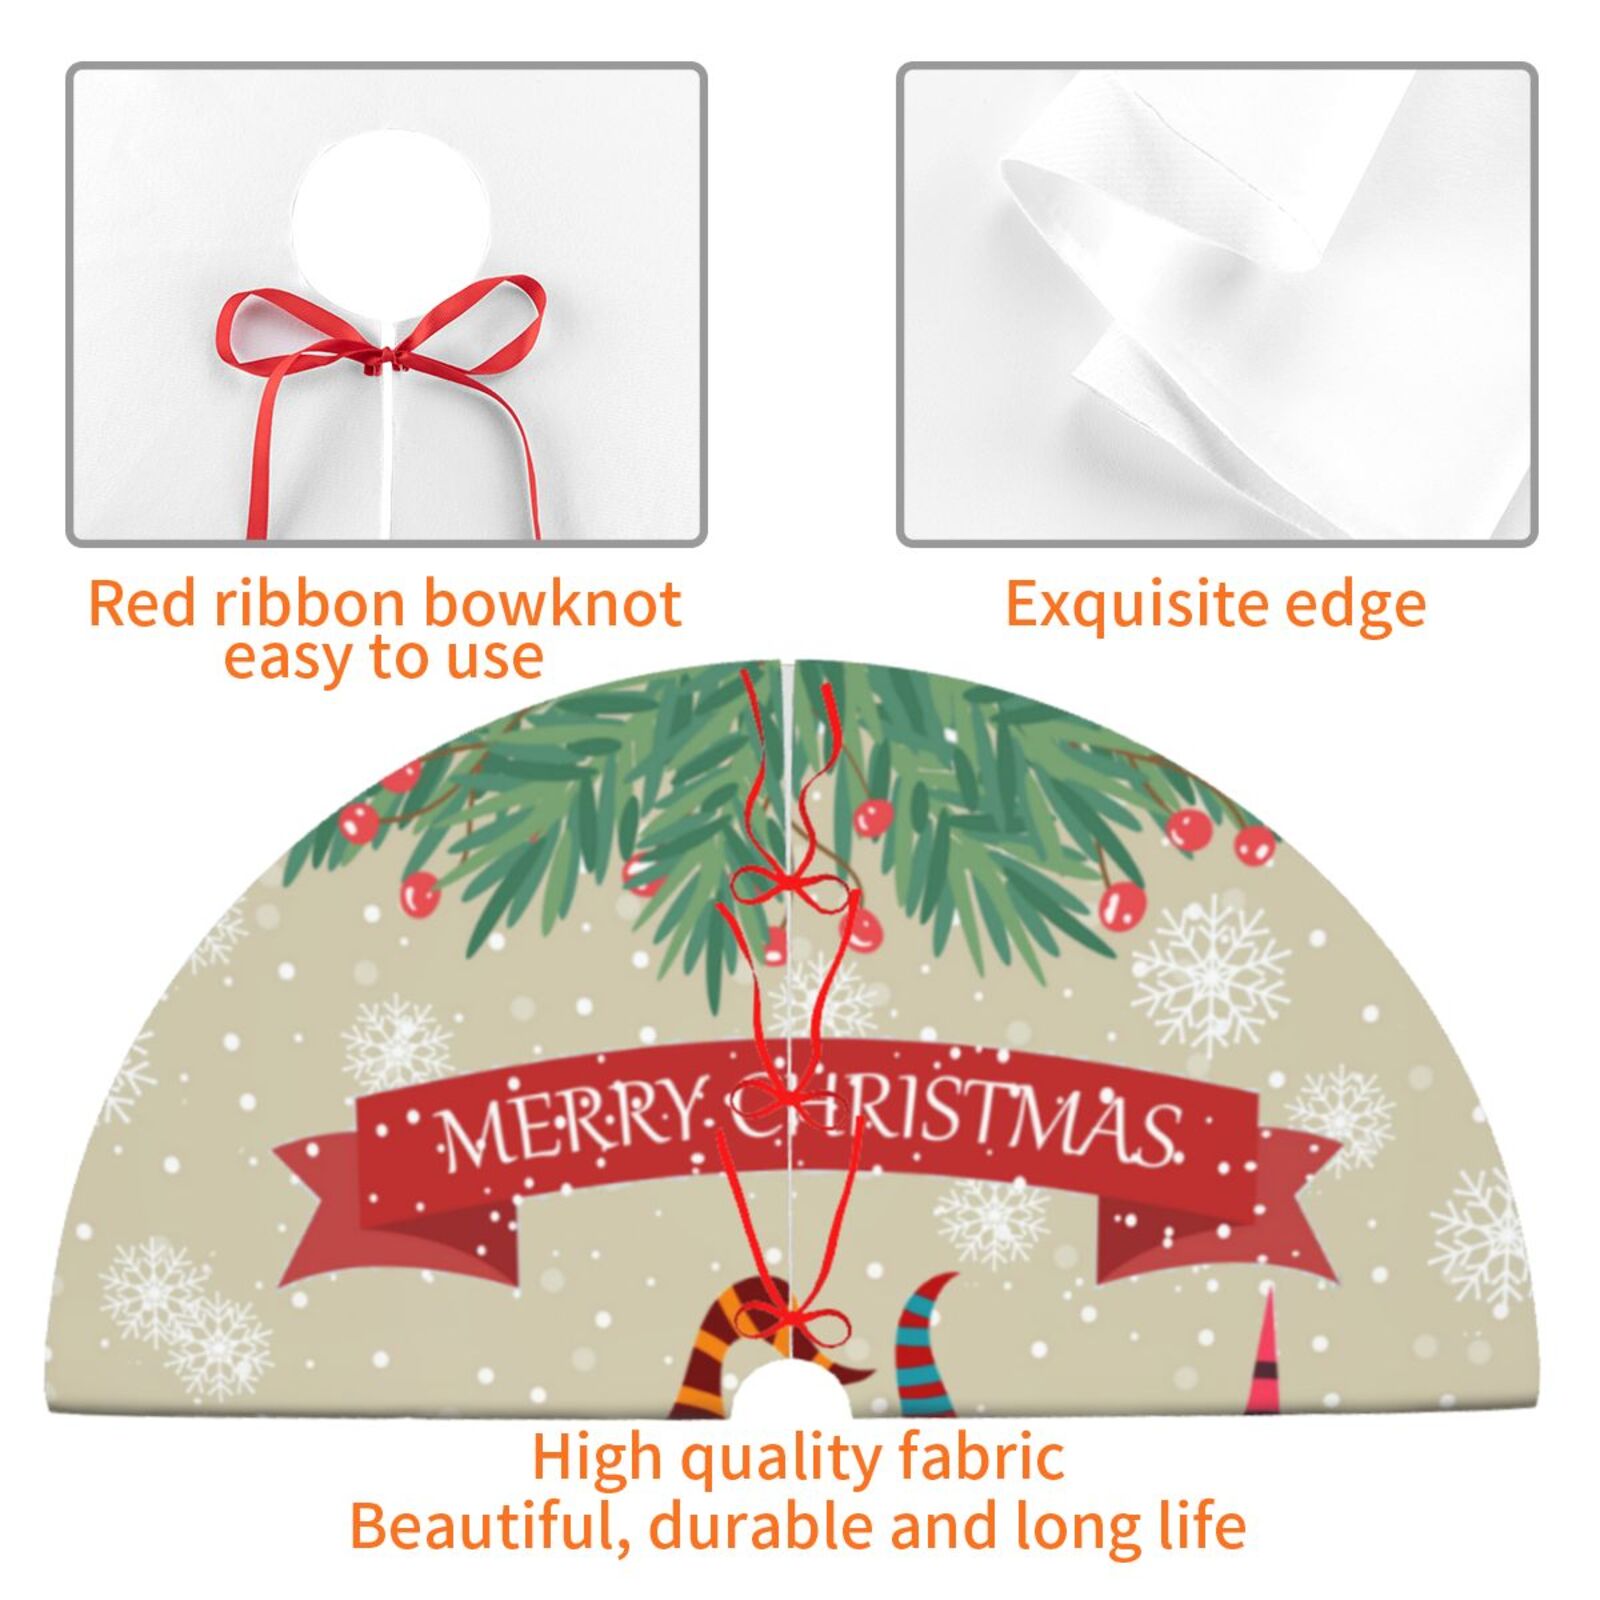 Red ribbon bowknot
easy to use
Exquisite edge
MERRY CHRISTMAS
High quality fabric
Beautiful, durable and long life